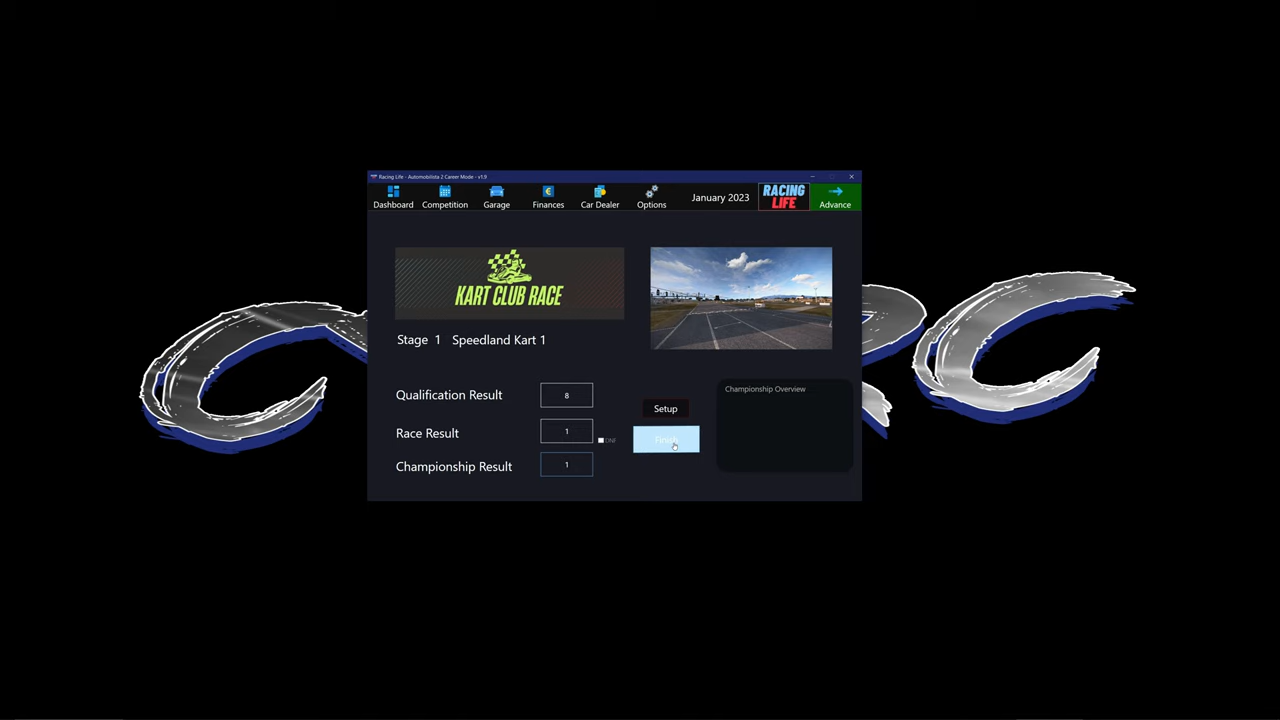 Racing Life - Automobilista 2 Career Mode - v1.9
Dashboard
Competition
Garage
Finances
Car Dealer
Options
January 2023
RACING
LIFE
Advance
KART CLUB RACE
Stage 1 Speedland Kart 1
Qualification Result 8
Race Result 1
DNF
Championship Result 1
Setup
Finish
Championship Overview